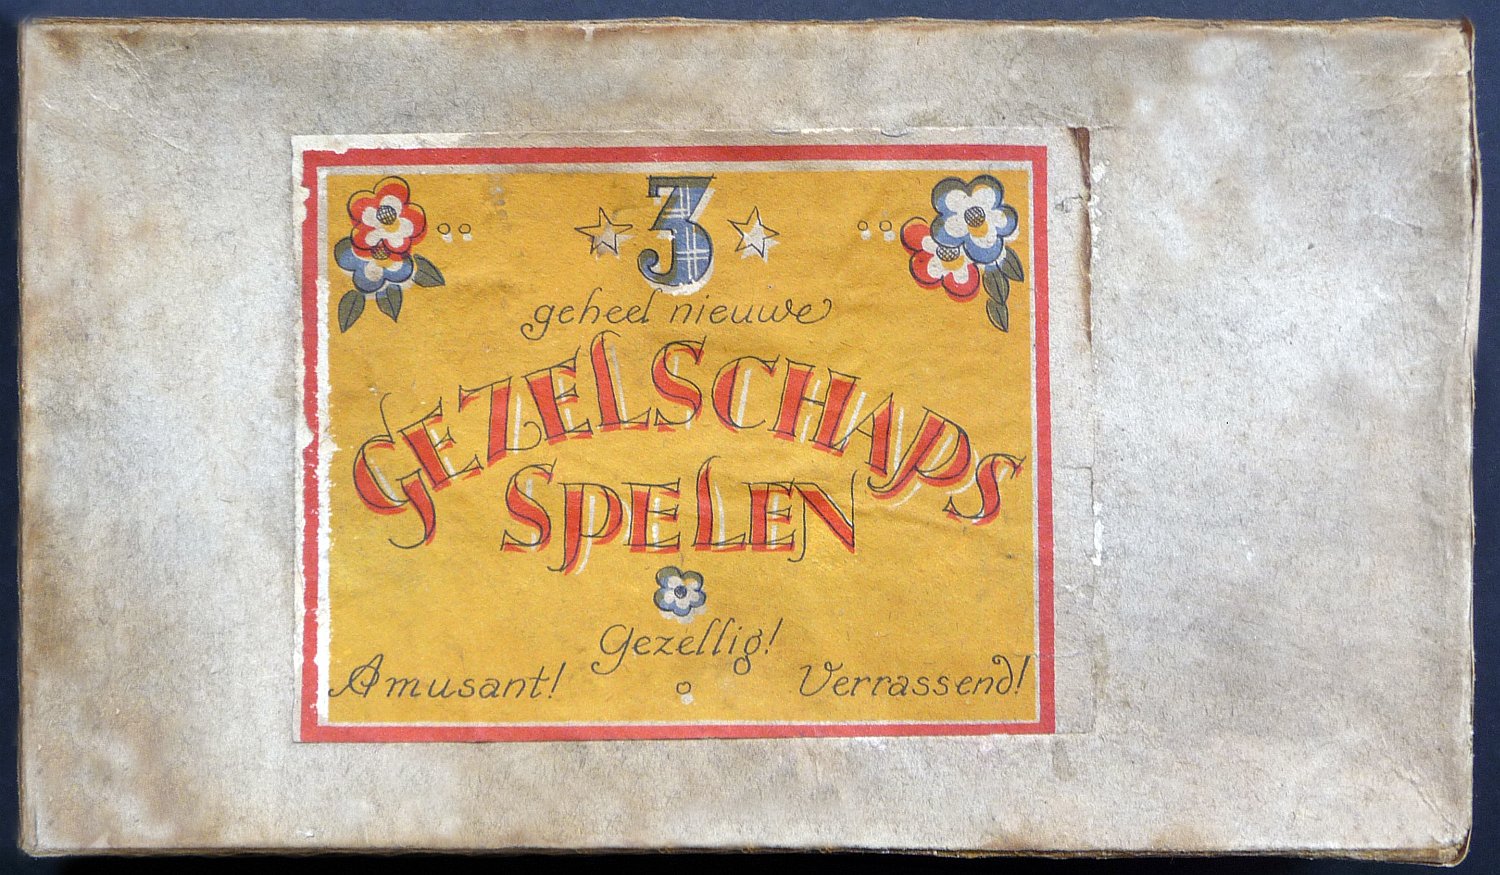 3
geheel nieuwe
GEZELSCHAPS
SPELEN
Gezellig!
Amusant! Verrassend!